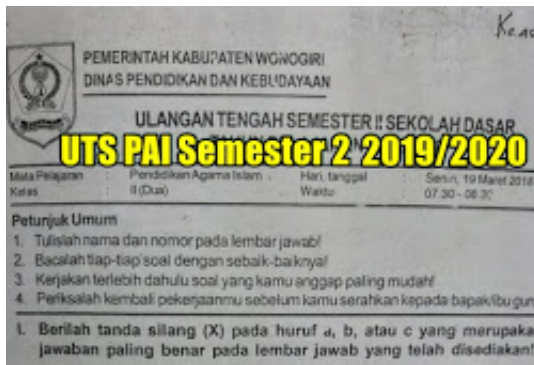 Kelas
PEMERINTAH KABUPATEN WONOGIRI
DINAS PENDIDIKAN DAN KEBUDAYAAN
ULANGAN TENGAH SEMESTER II SEKOLAH DASAR
UTS PAI Semester 2 2019/2020
Mata Pelajaran : Pendidikan Agama Islam Hari, tanggal : Senin, 19 Maret 2018
Kelas : II (Dua) Waktu : 07.30 - 08.30
Petunjuk Umum
1. Tulislah nama dan nomor pada lembar jawab!
2. Bacalah tiap-tiap soal dengan sebaik-baiknya!
3. Kerjakan terlebih dahulu soal yang kamu anggap paling mudah!
4. Periksalah kembali pekerjaanmu sebelum kamu serahkan kepada bapak/ibu gur
I. Berilah tanda silang (X) pada huruf a, b, atau c yang merupaka
jawaban paling benar pada lembar jawab yang telah disediakan!